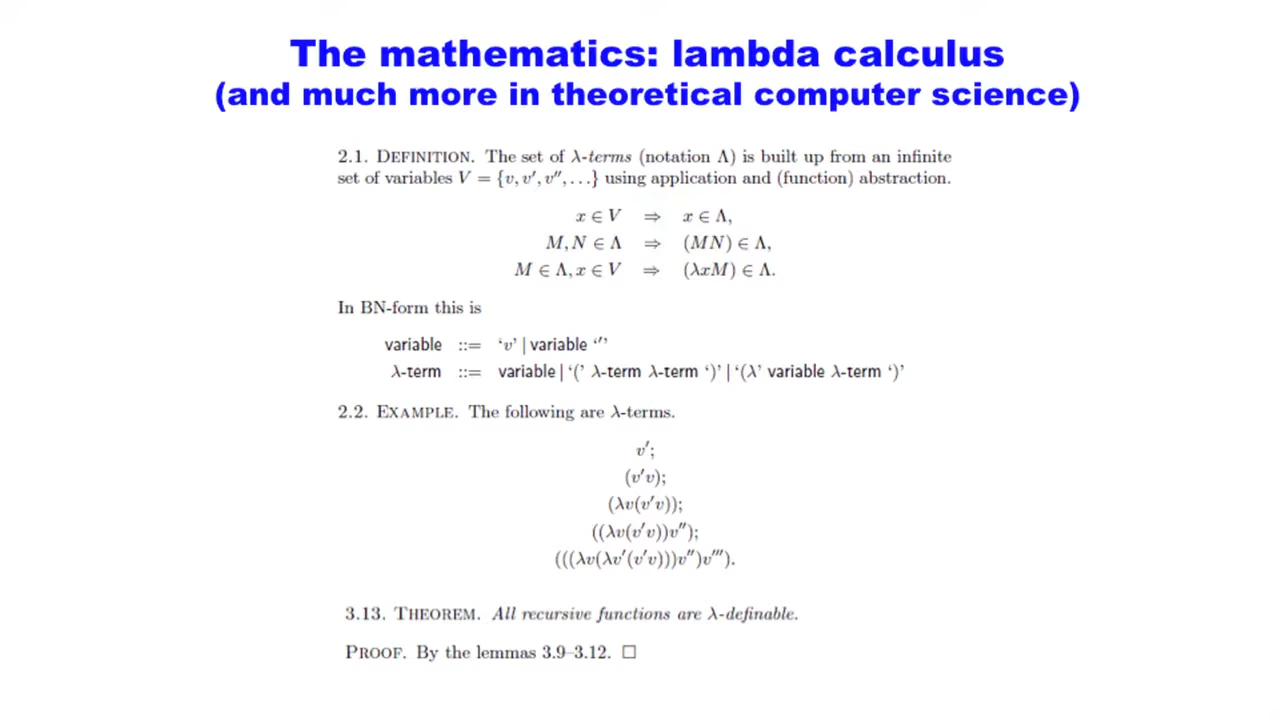 The mathematics: lambda calculus
(and much more in theoretical computer science)
2.1. DEFINITION. The set of λ-terms (notation Λ) is built up from an infinite
set of variables V = {v, v′, v″, . . .} using application and (function) abstraction.
x ∈ V ⇒ x ∈ Λ,
M, N ∈ Λ ⇒ (MN) ∈ Λ,
M ∈ Λ, x ∈ V ⇒ (λxM) ∈ Λ.
In BN-form this is
variable ::= ‘v’ | variable ‘′’
λ-term ::= variable | ‘(’ λ-term λ-term ‘)’ | ‘(λ’ variable λ-term ‘)’
2.2. EXAMPLE. The following are λ-terms.
v′;
(v′v);
(λv(v′v));
((λv(v′v))v″);
(((λv(λv′(v′v)))v″)v‴).
3.13. THEOREM. All recursive functions are λ-definable.
PROOF. By the lemmas 3.9–3.12. □